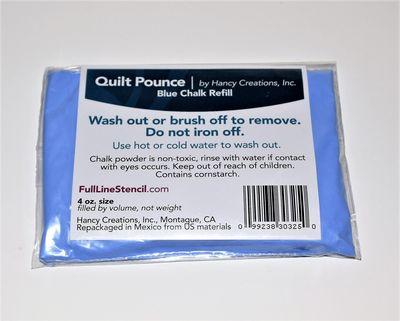 Quilt Pounce | by Hancy Creations, Inc.
Blue Chalk Refill
Wash out or brush off to remove.
Do not iron off.
Use hot or cold water to wash out.
Chalk powder is non-toxic, rinse with water if contact
with eyes occurs. Keep out of reach of children.
Contains cornstarch.
FullLineStencil.com
4 oz. size
filled by volume, not weight
Hancy Creations, Inc., Montague, CA
Repackaged in Mexico from US materials
0 99238 30325 0